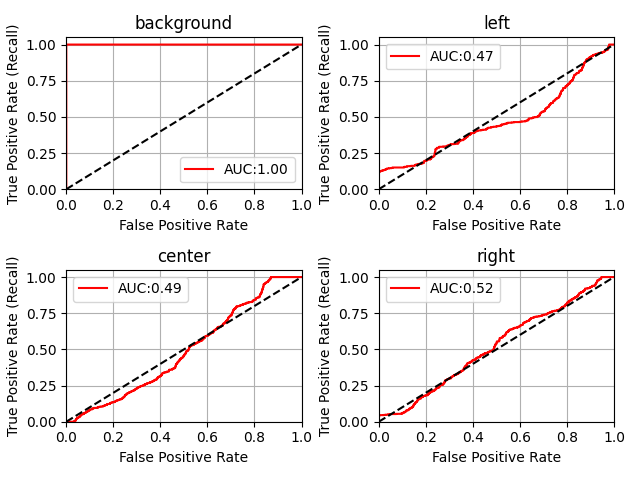 background
True Positive Rate (Recall)
1.00
0.75
0.50
0.25
0.00
AUC:1.00
0.0 0.2 0.4 0.6 0.8 1.0
False Positive Rate
left
True Positive Rate (Recall)
1.00
0.75
0.50
0.25
0.00
AUC:0.47
0.0 0.2 0.4 0.6 0.8 1.0
False Positive Rate
center
True Positive Rate (Recall)
1.00
0.75
0.50
0.25
0.00
AUC:0.49
0.0 0.2 0.4 0.6 0.8 1.0
False Positive Rate
right
True Positive Rate (Recall)
1.00
0.75
0.50
0.25
0.00
AUC:0.52
0.0 0.2 0.4 0.6 0.8 1.0
False Positive Rate